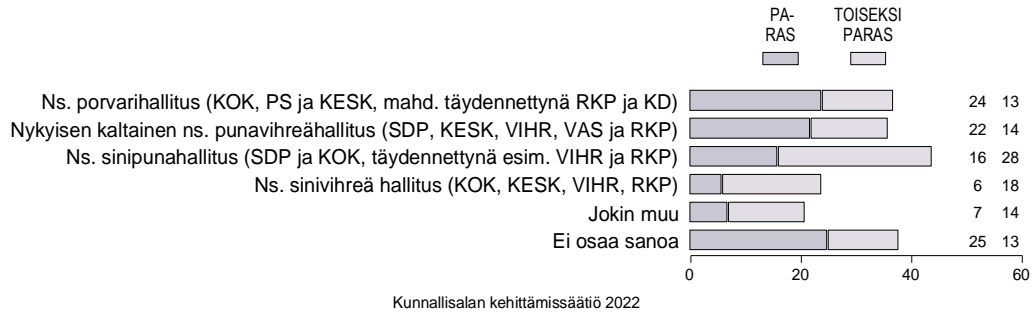 PA- TOISEKSI
RAS PARAS
Ns. porvarihallitus (KOK, PS ja KESK, mahd. täydennettynä RKP ja KD) 24 13
Nykyisen kaltainen ns. punavihreähallitus (SDP, KESK, VIHR, VAS ja RKP) 22 14
Ns. sinipunahallitus (SDP ja KOK, täydennettynä esim. VIHR ja RKP) 16 28
Ns. sinivihreä hallitus (KOK, KESK, VIHR, RKP) 6 18
Jokin muu 7 14
Ei osaa sanoa 25 13
0 20 40 60
Kunnallisalan kehittämissäätiö 2022